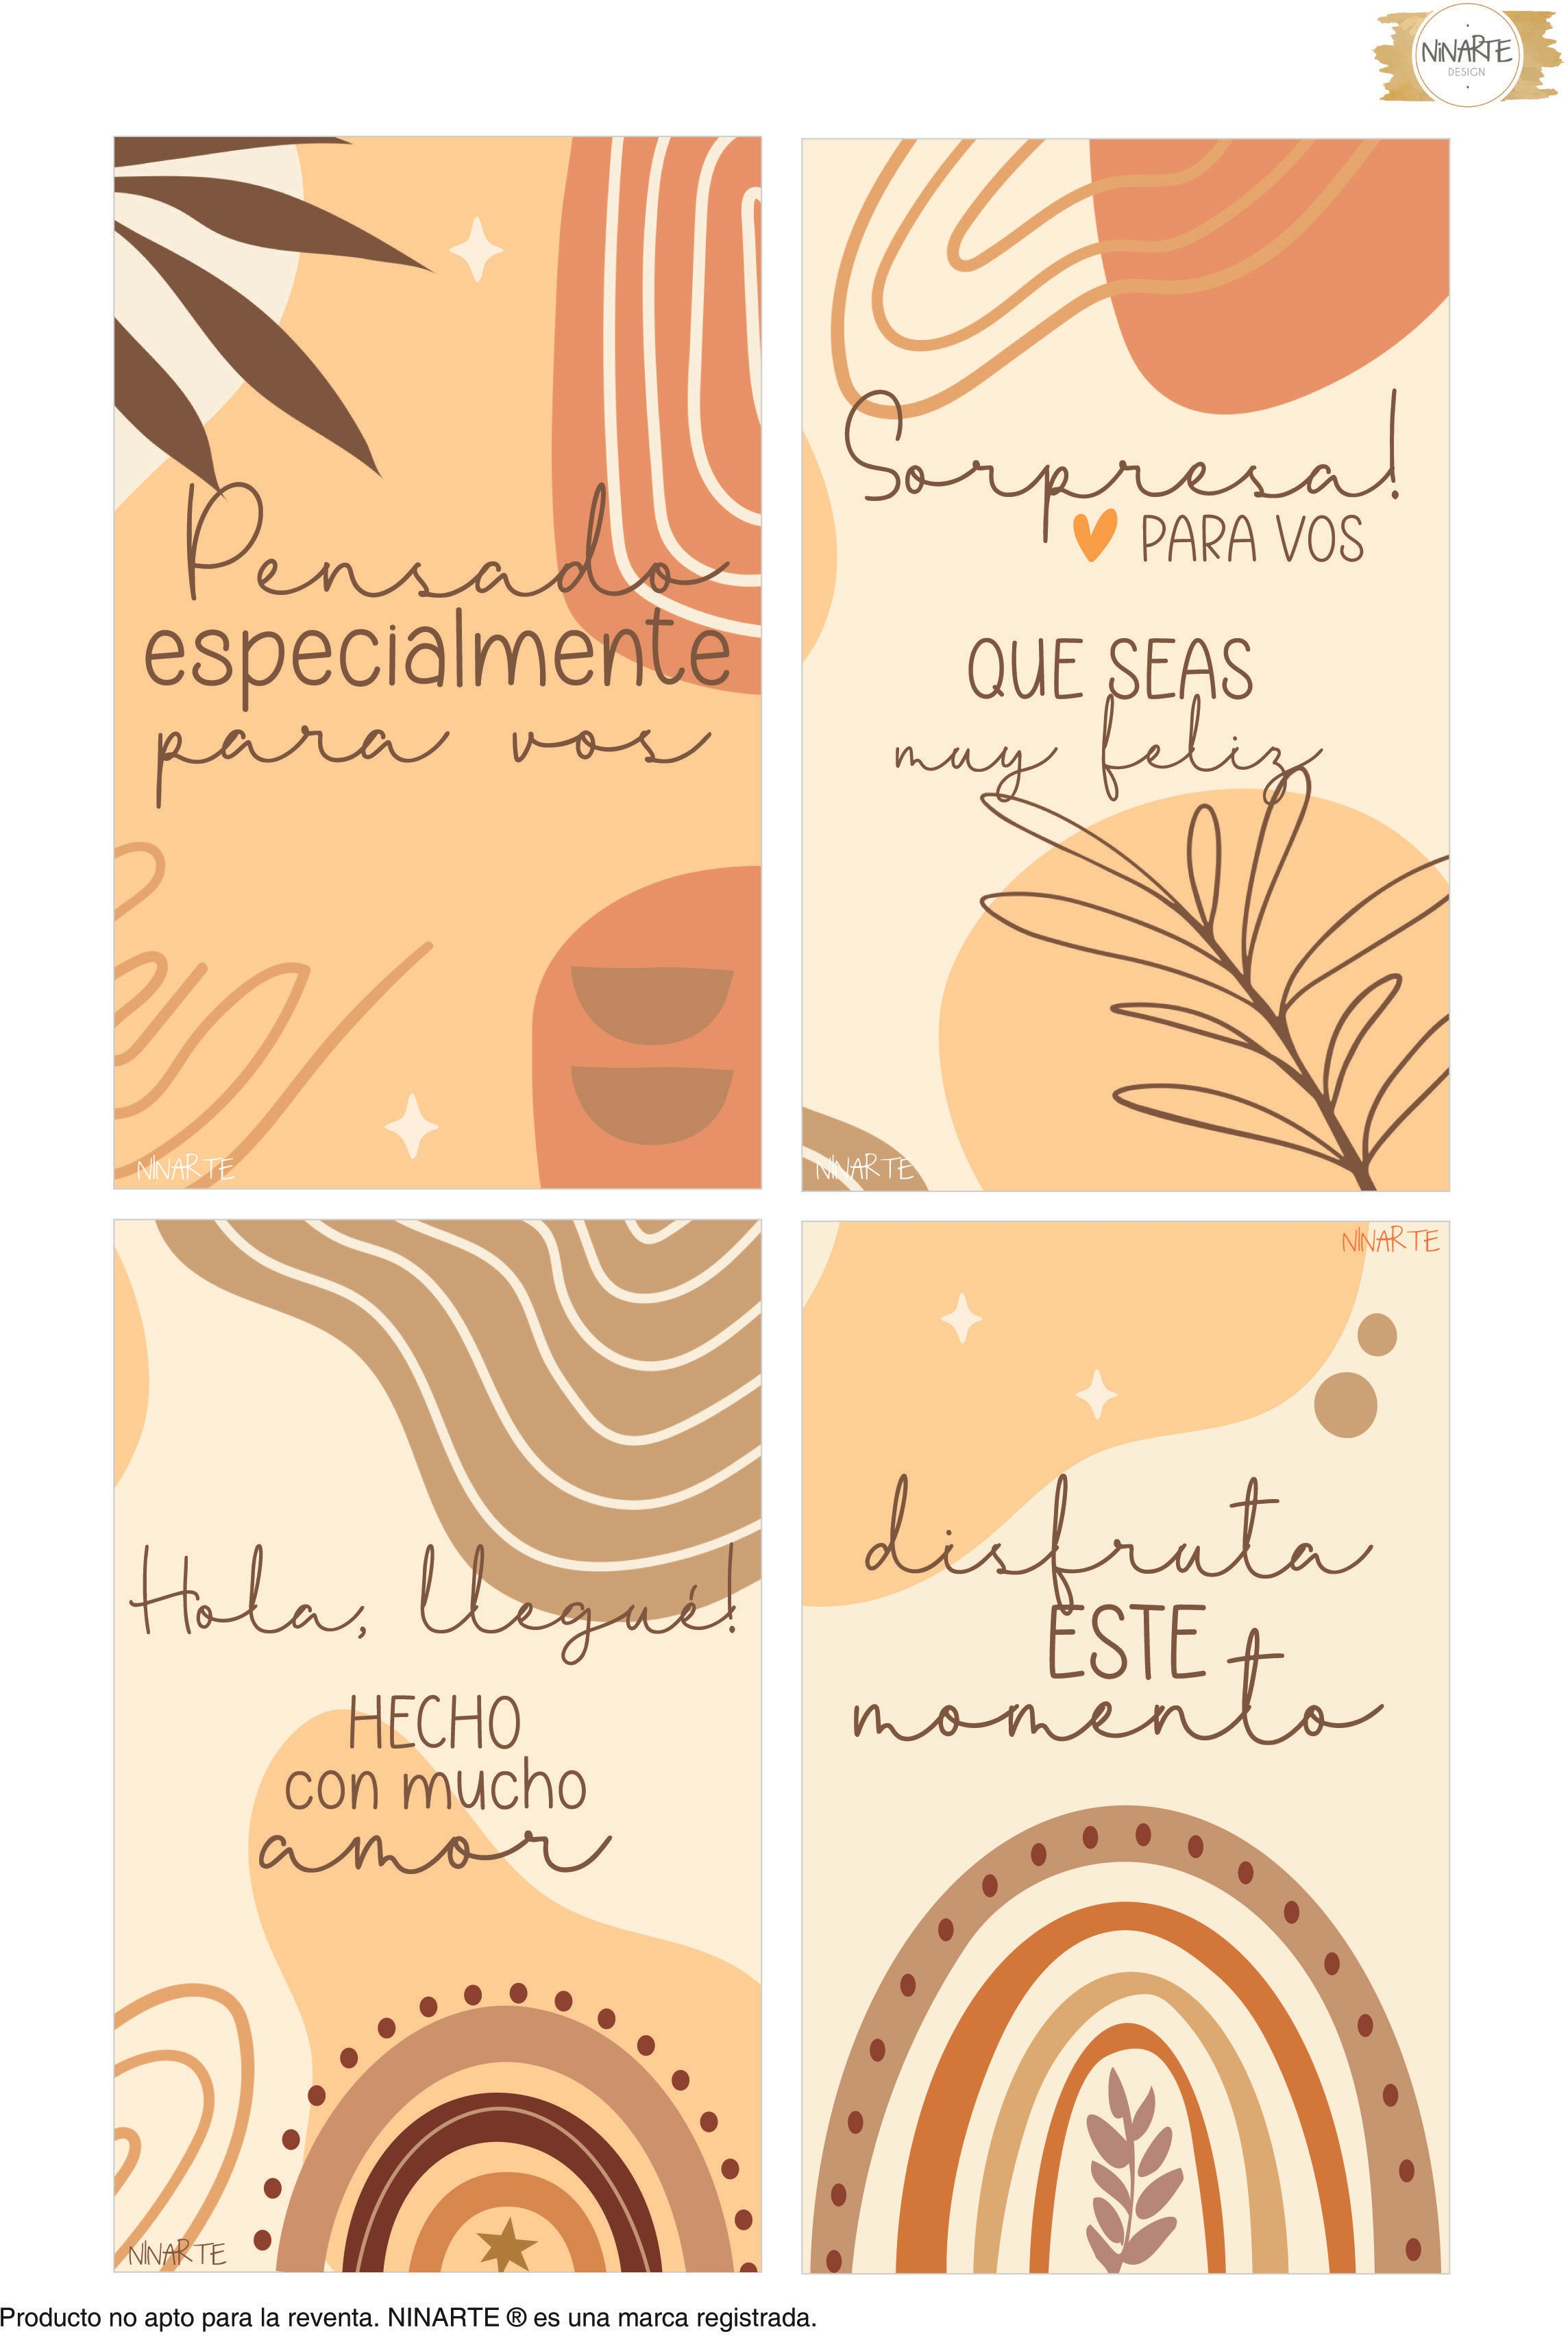 NINARTE
DESIGN
Pensado
especialmente
para vos
NINARTE
Sorpresa!
PARA VOS
QUE SEAS
muy feliz
NINARTE
Hola, llegué!
HECHO
con mucho
amor
NINARTE
NINARTE
disfruta
ESTE
momento
Producto no apto para la reventa. NINARTE ® es una marca registrada.